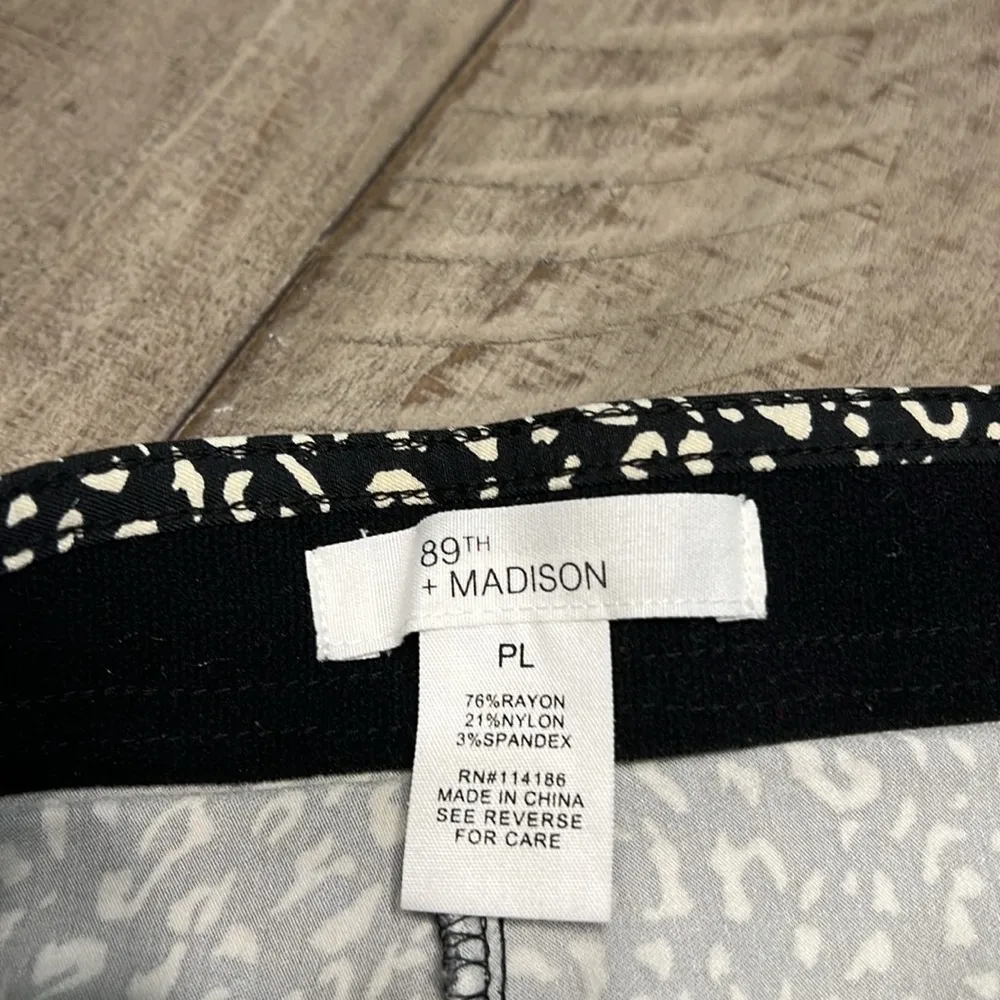 89TH
+ MADISON
PL
76%RAYON
21%NYLON
3%SPANDEX
RN#114186
MADE IN CHINA
SEE REVERSE
FOR CARE